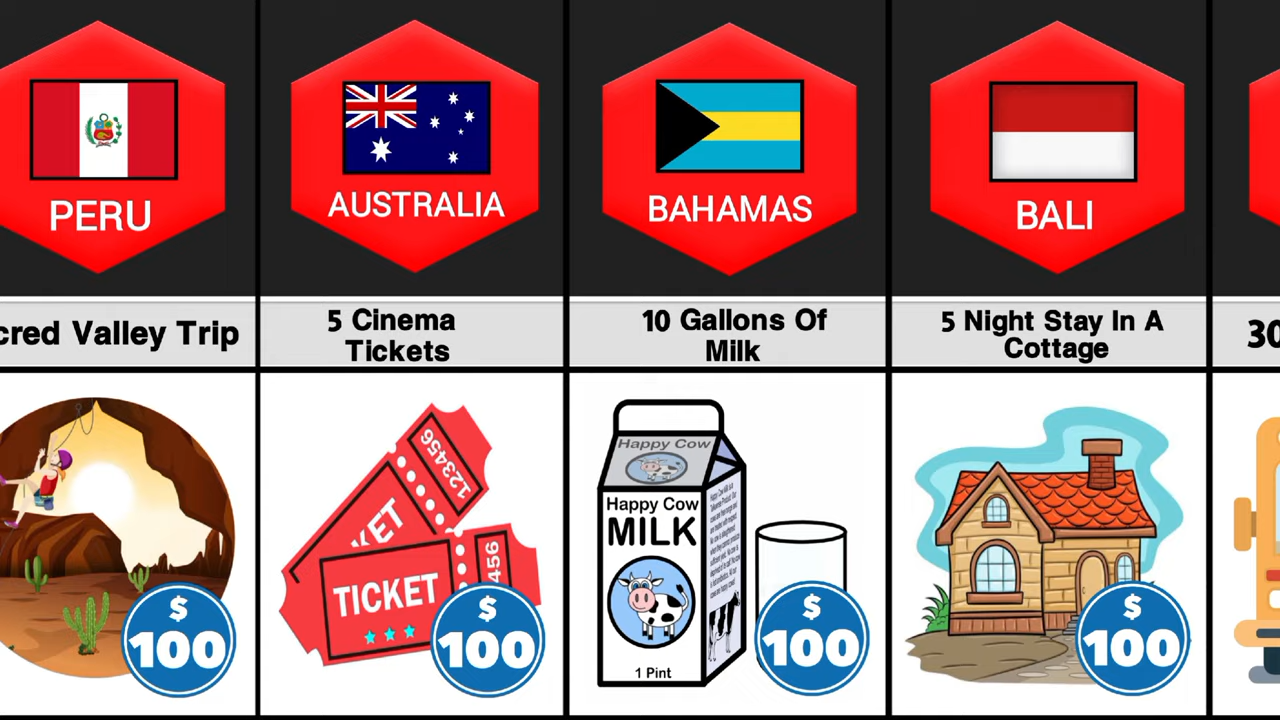 PERU
cred Valley Trip
$
100
AUSTRALIA
5 Cinema
Tickets
123456
KET
TICKET
456
$
100
BAHAMAS
10 Gallons Of
Milk
Happy Cow
Happy Cow
MILK
1 Pint
$
100
BALI
5 Night Stay In A
Cottage
$
100
30